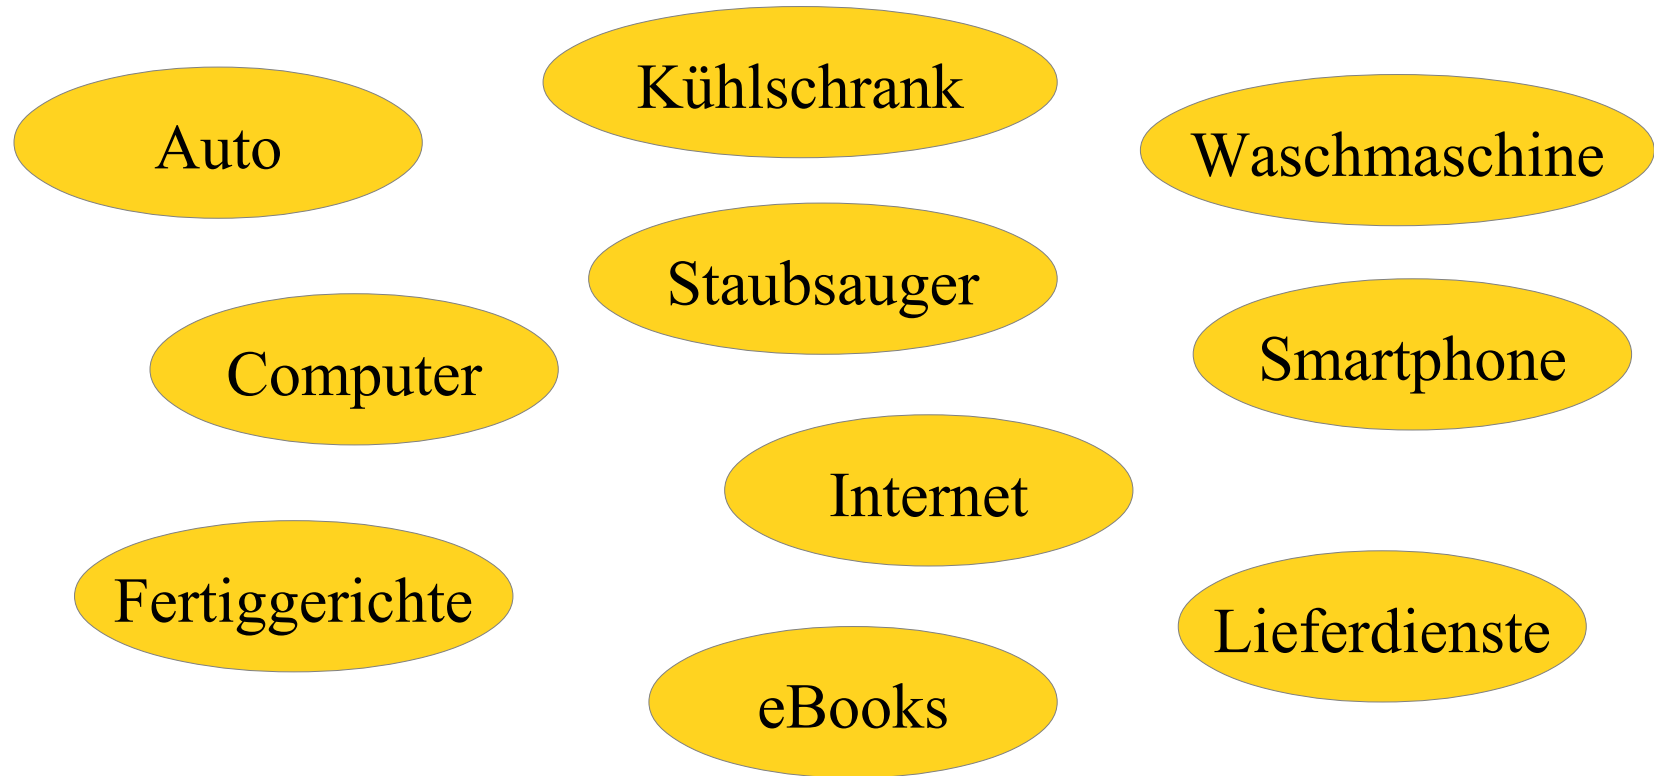 Kühlschrank
Auto
Waschmaschine
Staubsauger
Computer
Smartphone
Internet
Fertiggerichte
Lieferdienste
eBooks